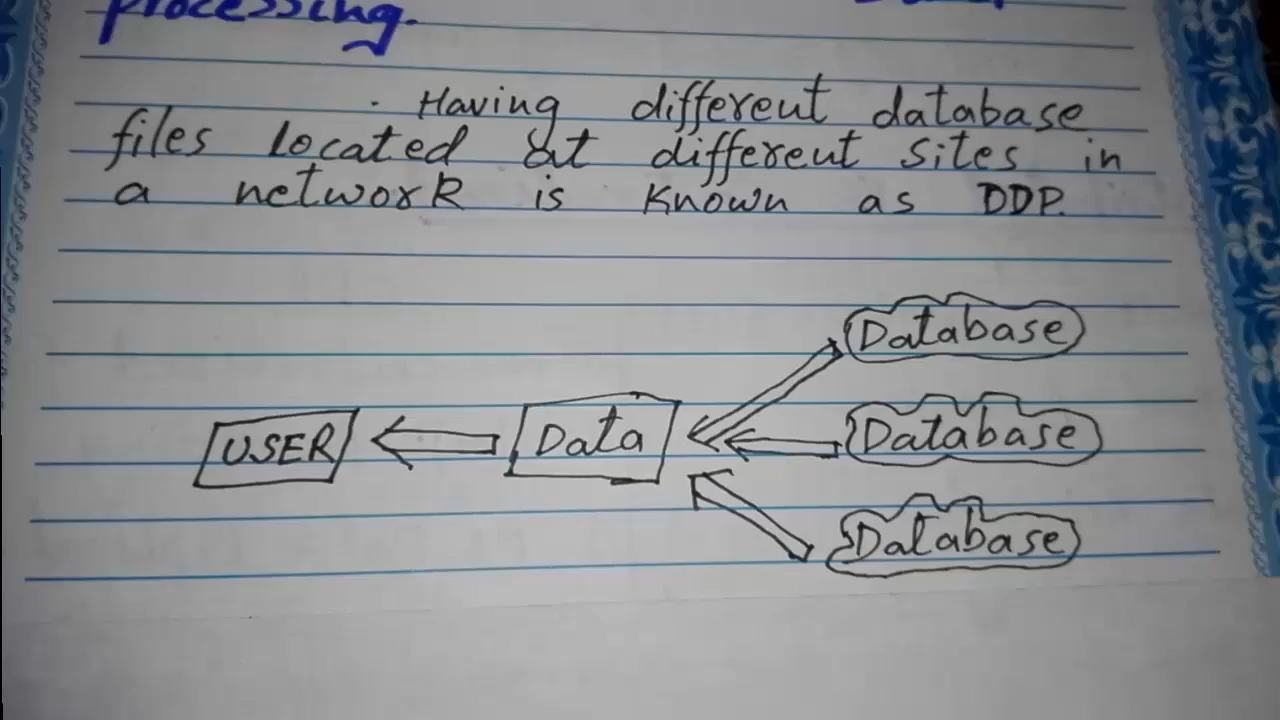 processing.
Having different database
files located at different sites in
a network is known as DDP.
Database
USER Data Database
Database